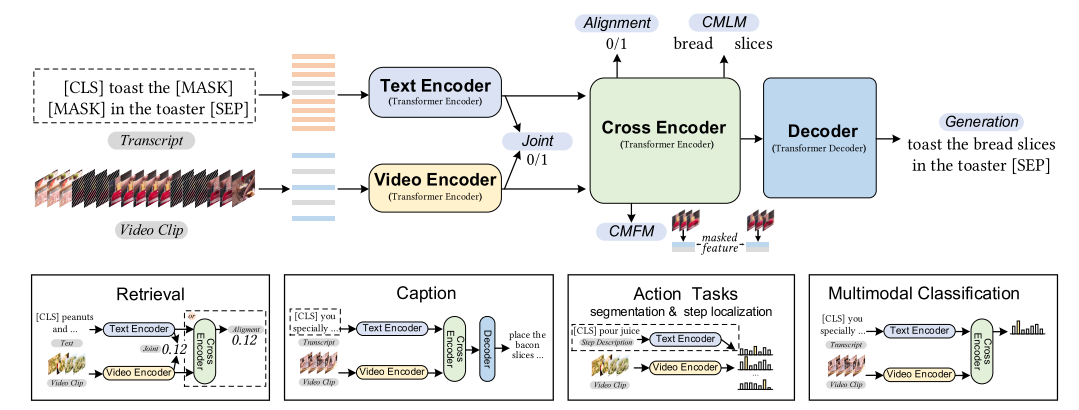 Alignment
0/1
CMLM
bread slices
[CLS] toast the [MASK]
[MASK] in the toaster [SEP]
Transcript
Video Clip
Text Encoder
(Transformer Encoder)
Joint
0/1
Video Encoder
(Transformer Encoder)
Cross Encoder
(Transformer Encoder)
CMFM
masked
feature
Decoder
(Transformer Decoder)
Generation
toast the bread slices
in the toaster [SEP]
Retrieval
[CLS] peanuts
and ...
Text
Video Clip
Text Encoder
Joint 0.12
Video Encoder
or
Cross
Encoder
Aligment
0.12
Caption
[CLS] you
specially ...
Transcript
Video Clip
Text Encoder
Video Encoder
Cross
Encoder
Decoder
place the
bacon
slices ...
Action Tasks
segmentation & step localization
[CLS] pour juice
Step Description
Text Encoder
Video Clip
Video Encoder
...
Multimodal Classification
[CLS] you
specially ...
Transcript
Video Clip
Text Encoder
Video Encoder
Cross
Encoder